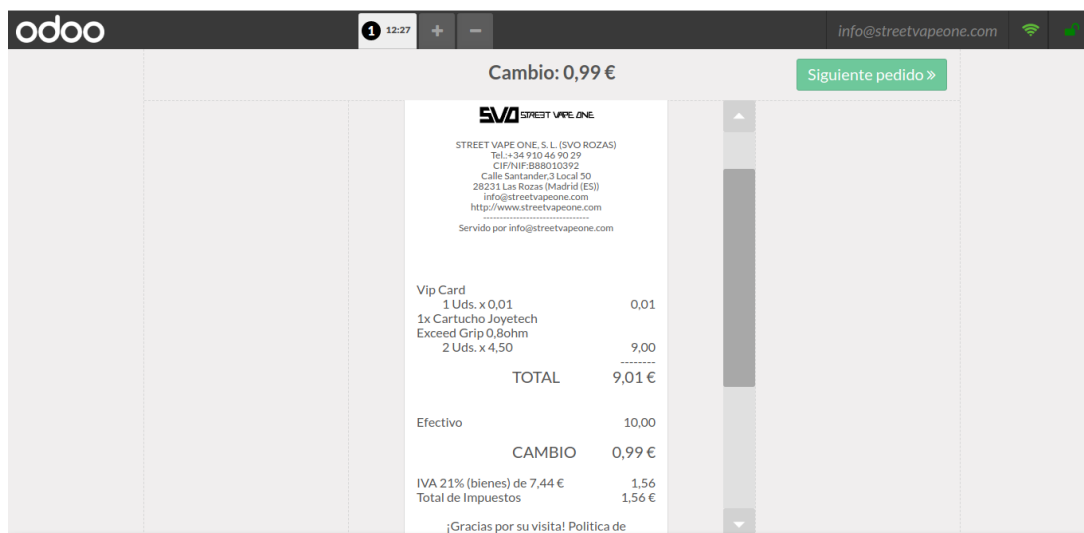 odoo
1 12:27 + −
info@streetvapeone.com
Cambio: 0,99 €
Siguiente pedido »
SVO STREET VAPE ONE
STREET VAPE ONE, S. L. (SVO ROZAS)
Tel.:+34 910 46 90 29
CIF/NIF:B88010392
Calle Santander,3 Local 50
28231 Las Rozas (Madrid (ES))
info@streetvapeone.com
http://www.streetvapeone.com
--------------------------------
Servido por info@streetvapeone.com
Vip Card
1 Uds. x 0,01 0,01
1x Cartucho Joyetech
Exceed Grip 0,8ohm
2 Uds. x 4,50 9,00
--------
TOTAL 9,01 €
Efectivo 10,00
CAMBIO 0,99 €
IVA 21% (bienes) de 7,44 € 1,56
Total de Impuestos 1,56 €
¡Gracias por su visita! Politica de